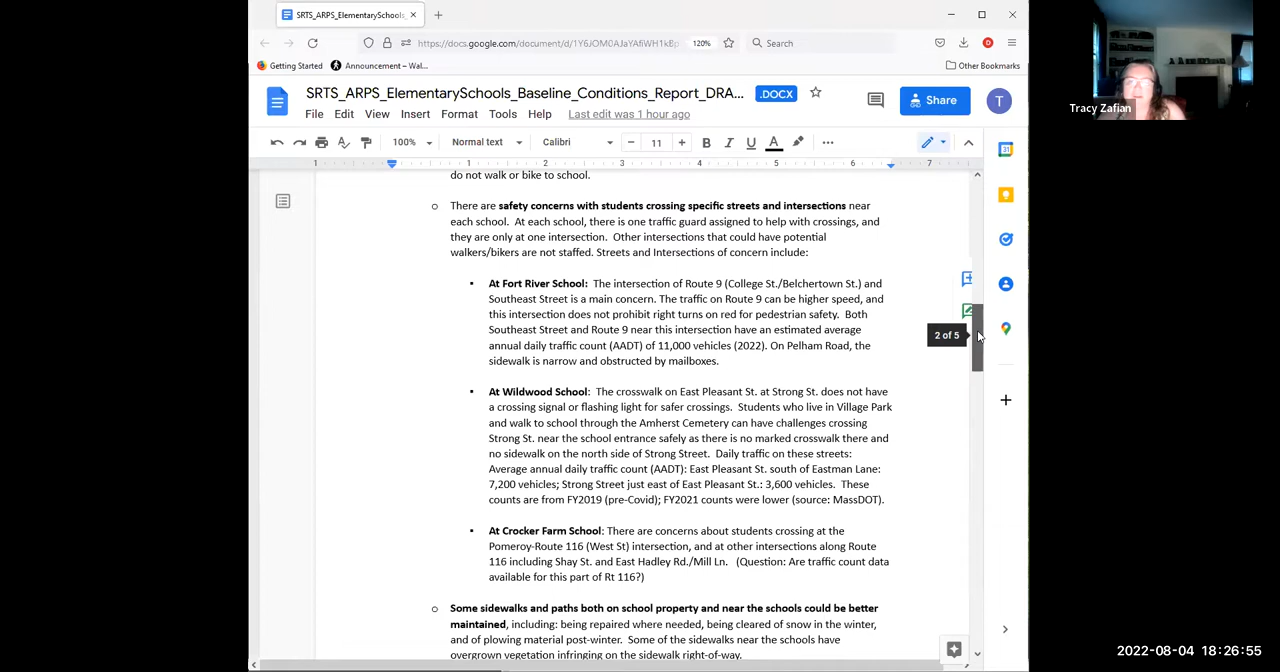 SRTS_ARPS_ElementarySchools_
https://docs.google.com/document/d/1Y6JOM0AJaYAfiWH1kBp
120%
Search
Getting Started
Announcement – Wal...
Other Bookmarks
SRTS_ARPS_ElementarySchools_Baseline_Conditions_Report_DRA...
.DOCX
Share
T
File Edit View Insert Format Tools Help Last edit was 1 hour ago
100% Normal text Calibri 11 B I U A
1 1 2 3 4 5 6 7
do not walk or bike to school.
There are safety concerns with students crossing specific streets and intersections near
each school. At each school, there is one traffic guard assigned to help with crossings, and
they are only at one intersection. Other intersections that could have potential
walkers/bikers are not staffed. Streets and Intersections of concern include:
At Fort River School: The intersection of Route 9 (College St./Belchertown St.) and
Southeast Street is a main concern. The traffic on Route 9 can be higher speed, and
this intersection does not prohibit right turns on red for pedestrian safety. Both
Southeast Street and Route 9 near this intersection have an estimated average
annual daily traffic count (AADT) of 11,000 vehicles (2022). On Pelham Road, the
sidewalk is narrow and obstructed by mailboxes.
2 of 5
At Wildwood School: The crosswalk on East Pleasant St. at Strong St. does not have
a crossing signal or flashing light for safer crossings. Students who live in Village Park
and walk to school through the Amherst Cemetery can have challenges crossing
Strong St. near the school entrance safely as there is no marked crosswalk there and
no sidewalk on the north side of Strong Street. Daily traffic on these streets:
Average annual daily traffic count (AADT): East Pleasant St. south of Eastman Lane:
7,200 vehicles; Strong Street just east of East Pleasant St.: 3,600 vehicles. These
counts are from FY2019 (pre-Covid); FY2021 counts were lower (source: MassDOT).
At Crocker Farm School: There are concerns about students crossing at the
Pomeroy-Route 116 (West St) intersection, and at other intersections along Route
116 including Shay St. and East Hadley Rd./Mill Ln. (Question: Are traffic count data
available for this part of Rt 116?)
Some sidewalks and paths both on school property and near the schools could be better
maintained, including: being repaired where needed, being cleared of snow in the winter,
and of plowing material post-winter. Some of the sidewalks near the schools have
overgrown vegetation infringing on the sidewalk right-of-way.
Tracy Zafian
2022-08-04 18:26:55